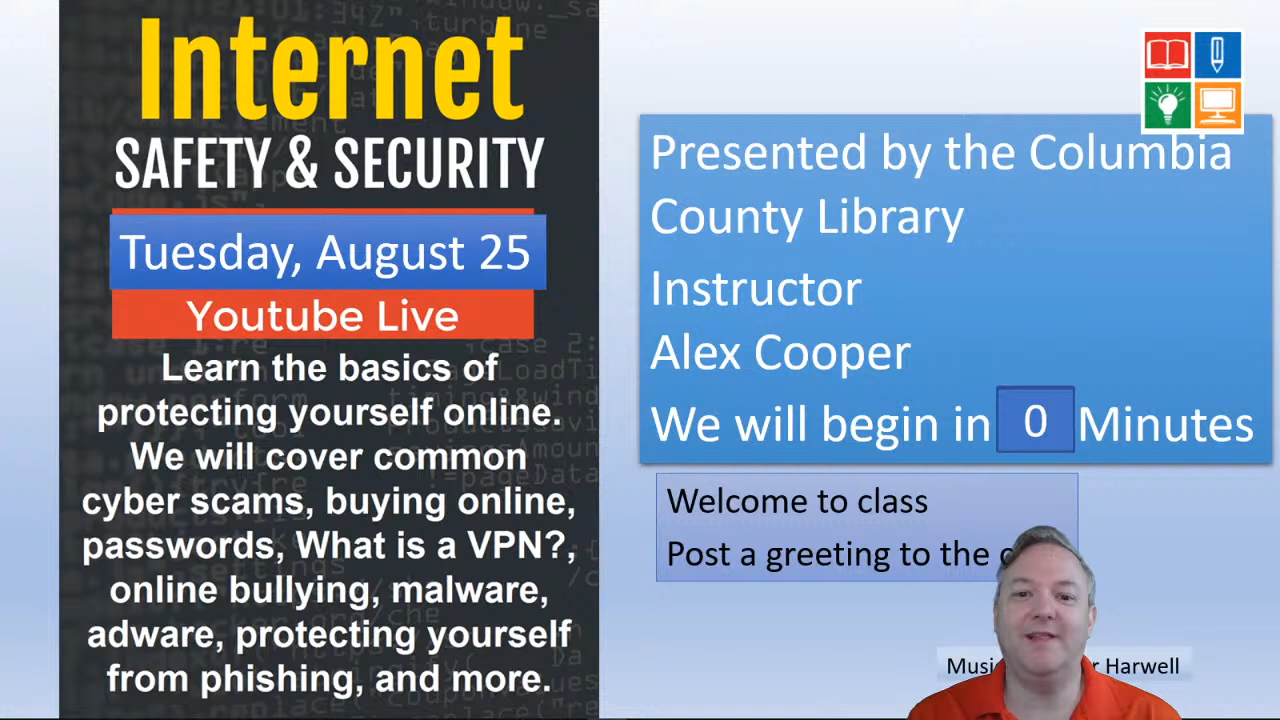 Internet
SAFETY & SECURITY
Tuesday, August 25
Youtube Live
Learn the basics of
protecting yourself online.
We will cover common
cyber scams, buying online,
passwords, What is a VPN?,
online bullying, malware,
adware, protecting yourself
from phishing, and more.
Presented by the Columbia
County Library
Instructor
Alex Cooper
We will begin in 0 Minutes
Welcome to class
Post a greeting to the
Harwell